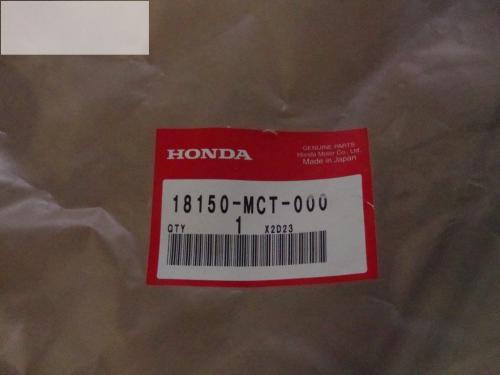 HONDA
GENUINE PARTS
Honda Motor Co., Ltd.
Made in Japan
18150-MCT-000
QTY 1 X2D23